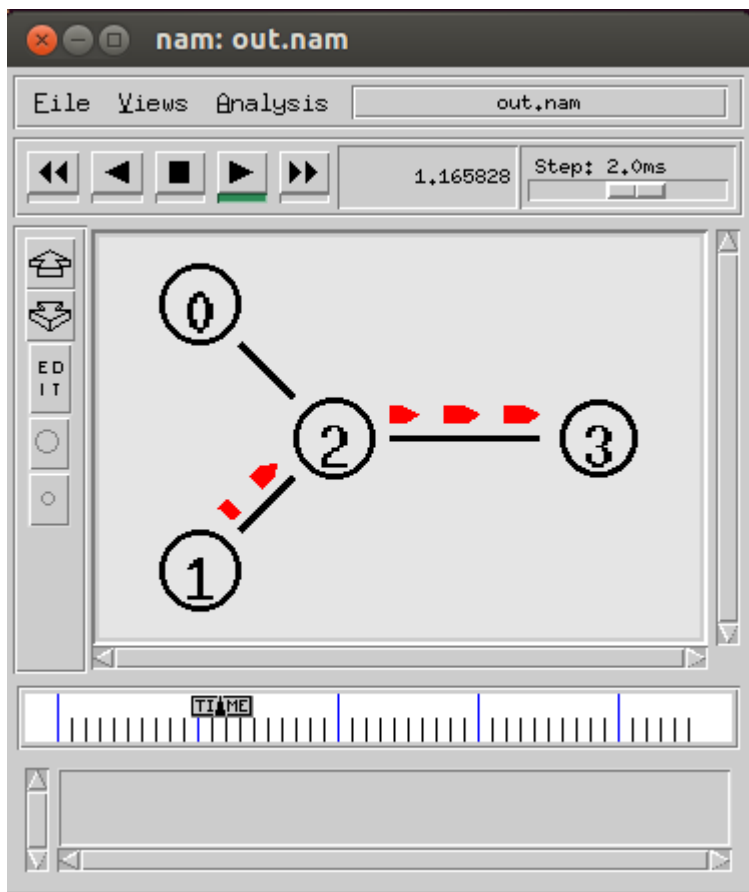 nam: out.nam
File Views Analysis out.nam
1.165828 Step: 2.0ms
ED
IT
0
2
3
1
TIME